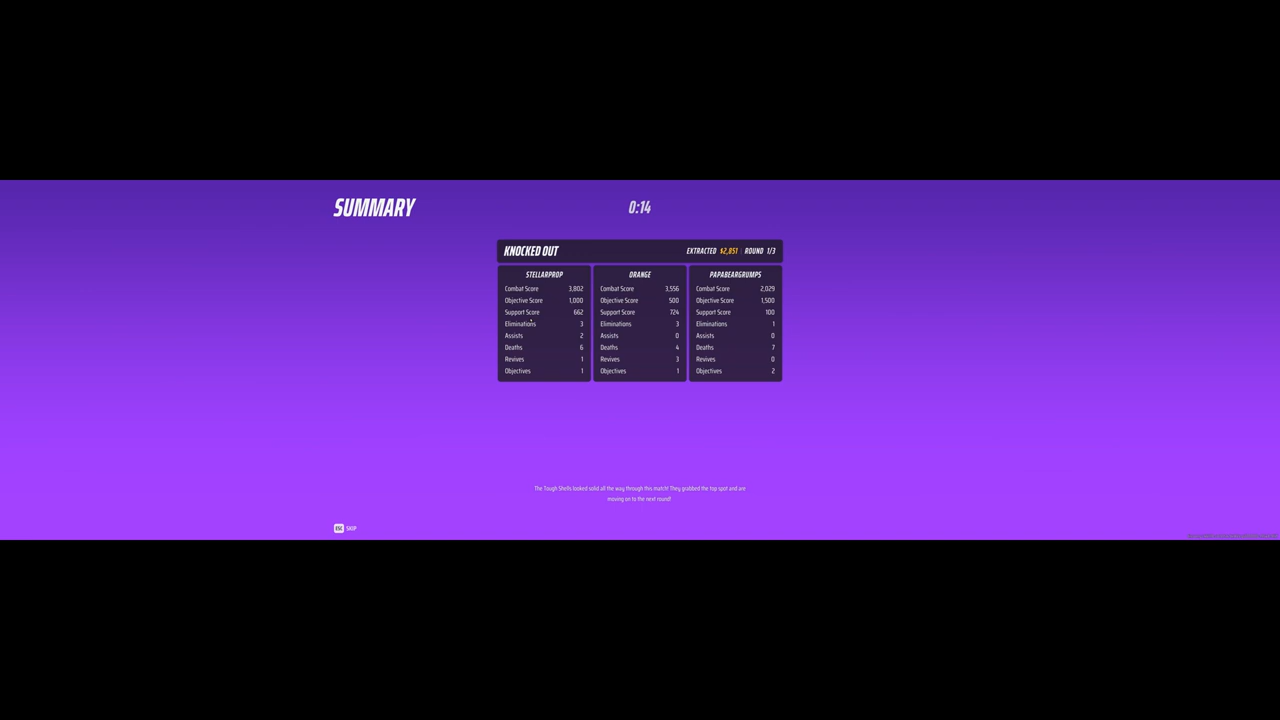 SUMMARY
0:14
KNOCKED OUT EXTRACTED $2,851 | ROUND 1/3
STELLARPROP ORANGE PAPABEARGRUMPS
Combat Score 3,802 Combat Score 3,556 Combat Score 2,029
Objective Score 1,000 Objective Score 500 Objective Score 1,500
Support Score 662 Support Score 724 Support Score 100
Eliminations 3 Eliminations 3 Eliminations 1
Assists 2 Assists 0 Assists 0
Deaths 6 Deaths 4 Deaths 7
Revives 1 Revives 3 Revives 0
Objectives 1 Objectives 1 Objectives 2
The Tough Shells looked solid all the way through this match! They grabbed the top spot and are
moving on to the next round!
ESC SKIP